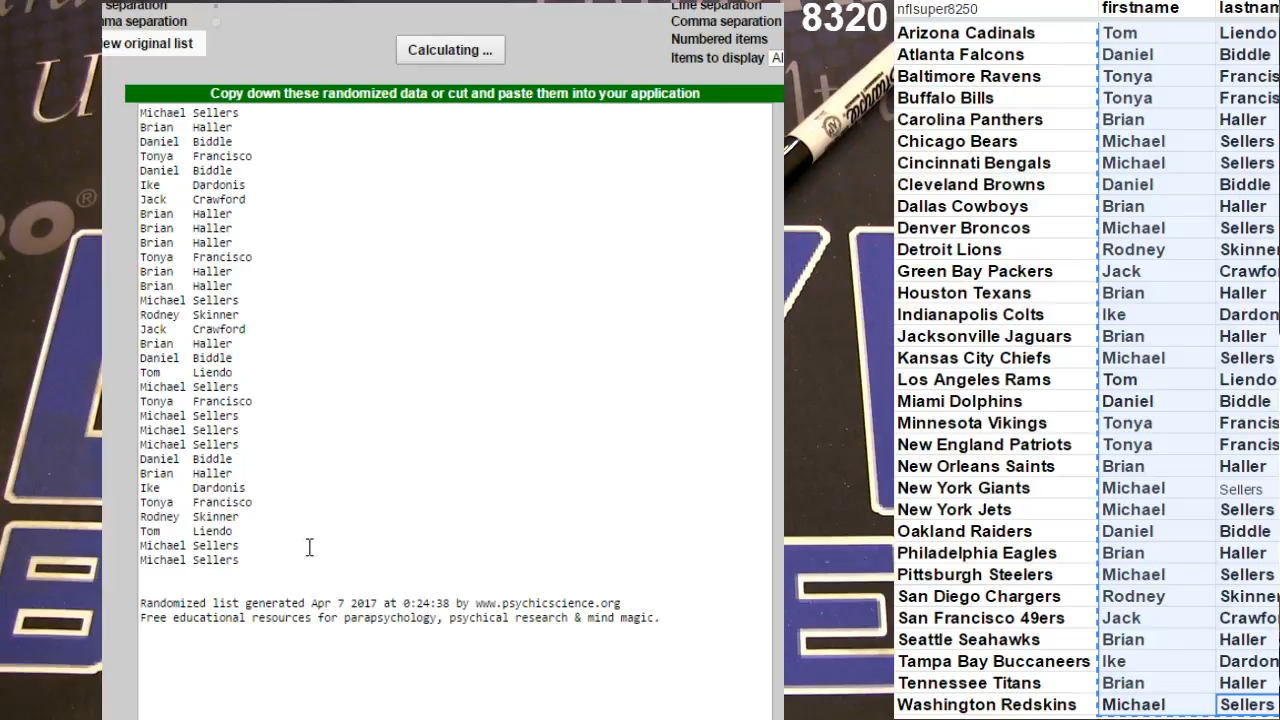 separation
mma separation
ew original list
Calculating ...
Line separation
Comma separation
Numbered items
Items to display
8320
Copy down these randomized data or cut and paste them into your application
Michael Sellers
Brian Haller
Daniel Biddle
Tonya Francisco
Daniel Biddle
Ike Dardonis
Jack Crawford
Brian Haller
Brian Haller
Brian Haller
Tonya Francisco
Brian Haller
Brian Haller
Michael Sellers
Rodney Skinner
Jack Crawford
Brian Haller
Daniel Biddle
Tom Liendo
Michael Sellers
Tonya Francisco
Michael Sellers
Michael Sellers
Michael Sellers
Daniel Biddle
Brian Haller
Ike Dardonis
Tonya Francisco
Rodney Skinner
Tom Liendo
Michael Sellers
Michael Sellers
Randomized list generated Apr 7 2017 at 0:24:38 by www.psychicscience.org
Free educational resources for parapsychology, psychical research & mind magic.
nflsuper8250 firstname lastnan
Arizona Cadinals Tom Liendo
Atlanta Falcons Daniel Biddle
Baltimore Ravens Tonya Francis
Buffalo Bills Tonya Francis
Carolina Panthers Brian Haller
Chicago Bears Michael Sellers
Cincinnati Bengals Michael Sellers
Cleveland Browns Daniel Biddle
Dallas Cowboys Brian Haller
Denver Broncos Michael Sellers
Detroit Lions Rodney Skinne
Green Bay Packers Jack Crawfo
Houston Texans Brian Haller
Indianapolis Colts Ike Dardon
Jacksonville Jaguars Brian Haller
Kansas City Chiefs Michael Sellers
Los Angeles Rams Tom Liendo
Miami Dolphins Daniel Biddle
Minnesota Vikings Tonya Francis
New England Patriots Tonya Francis
New Orleans Saints Brian Haller
New York Giants Michael Sellers
New York Jets Michael Sellers
Oakland Raiders Daniel Biddle
Philadelphia Eagles Brian Haller
Pittsburgh Steelers Michael Sellers
San Diego Chargers Rodney Skinne
San Francisco 49ers Jack Crawfo
Seattle Seahawks Brian Haller
Tampa Bay Buccaneers Ike Dardon
Tennessee Titans Brian Haller
Washington Redskins Michael Sellers